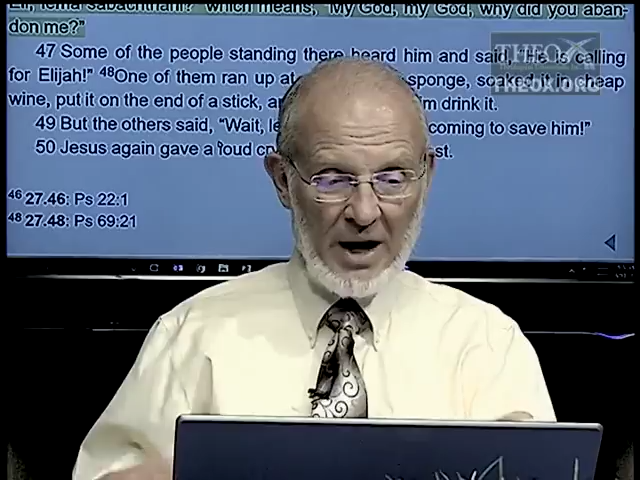 Eli, lema sabachthani?" which means, "My God, my God, why did you aban-
don me?"
47 Some of the people standing there heard him and said, "He is calling
for Elijah!" 48One of them ran up at sponge, soaked it in cheap
wine, put it on the end of a stick, him drink it.
49 But the others said, "Wait, coming to save him!"
50 Jesus again gave a loud
46 27.46: Ps 22:1
48 27.48: Ps 69:21
THEOX
THEOX.ORG